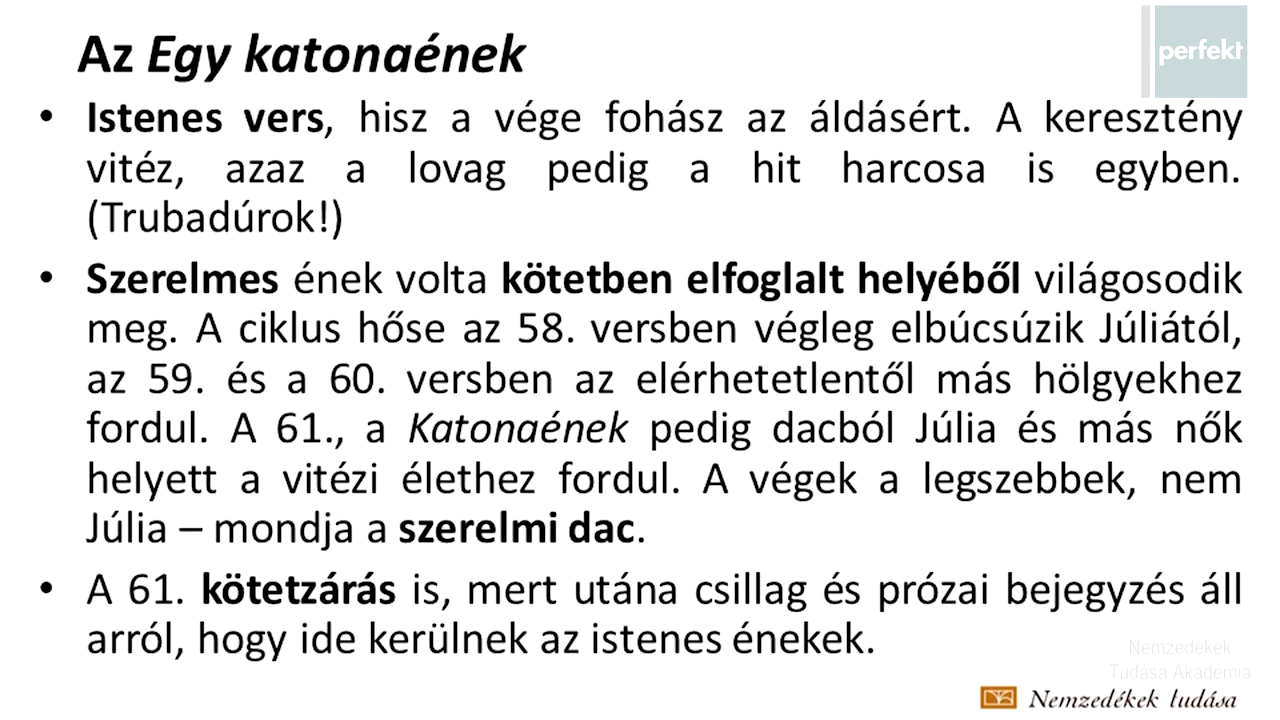 Az Egy katonaének
perfekt
• Istenes vers, hisz a vége fohász az áldásért. A keresztény
vitéz, azaz a lovag pedig a hit harcosa is egyben.
(Trubadúrok!)
• Szerelmes ének volta kötetben elfoglalt helyéből világosodik
meg. A ciklus hőse az 58. versben végleg elbúcsúzik Júliától,
az 59. és a 60. versben az elérhetetlentől más hölgyekhez
fordul. A 61., a Katonaének pedig dacból Júlia és más nők
helyett a vitézi élethez fordul. A végek a legszebbek, nem
Júlia – mondja a szerelmi dac.
• A 61. kötetzárás is, mert utána csillag és prózai bejegyzés áll
arról, hogy ide kerülnek az istenes énekek.
Nemzedékek
Tudása Akadémia
Nemzedékek tudása